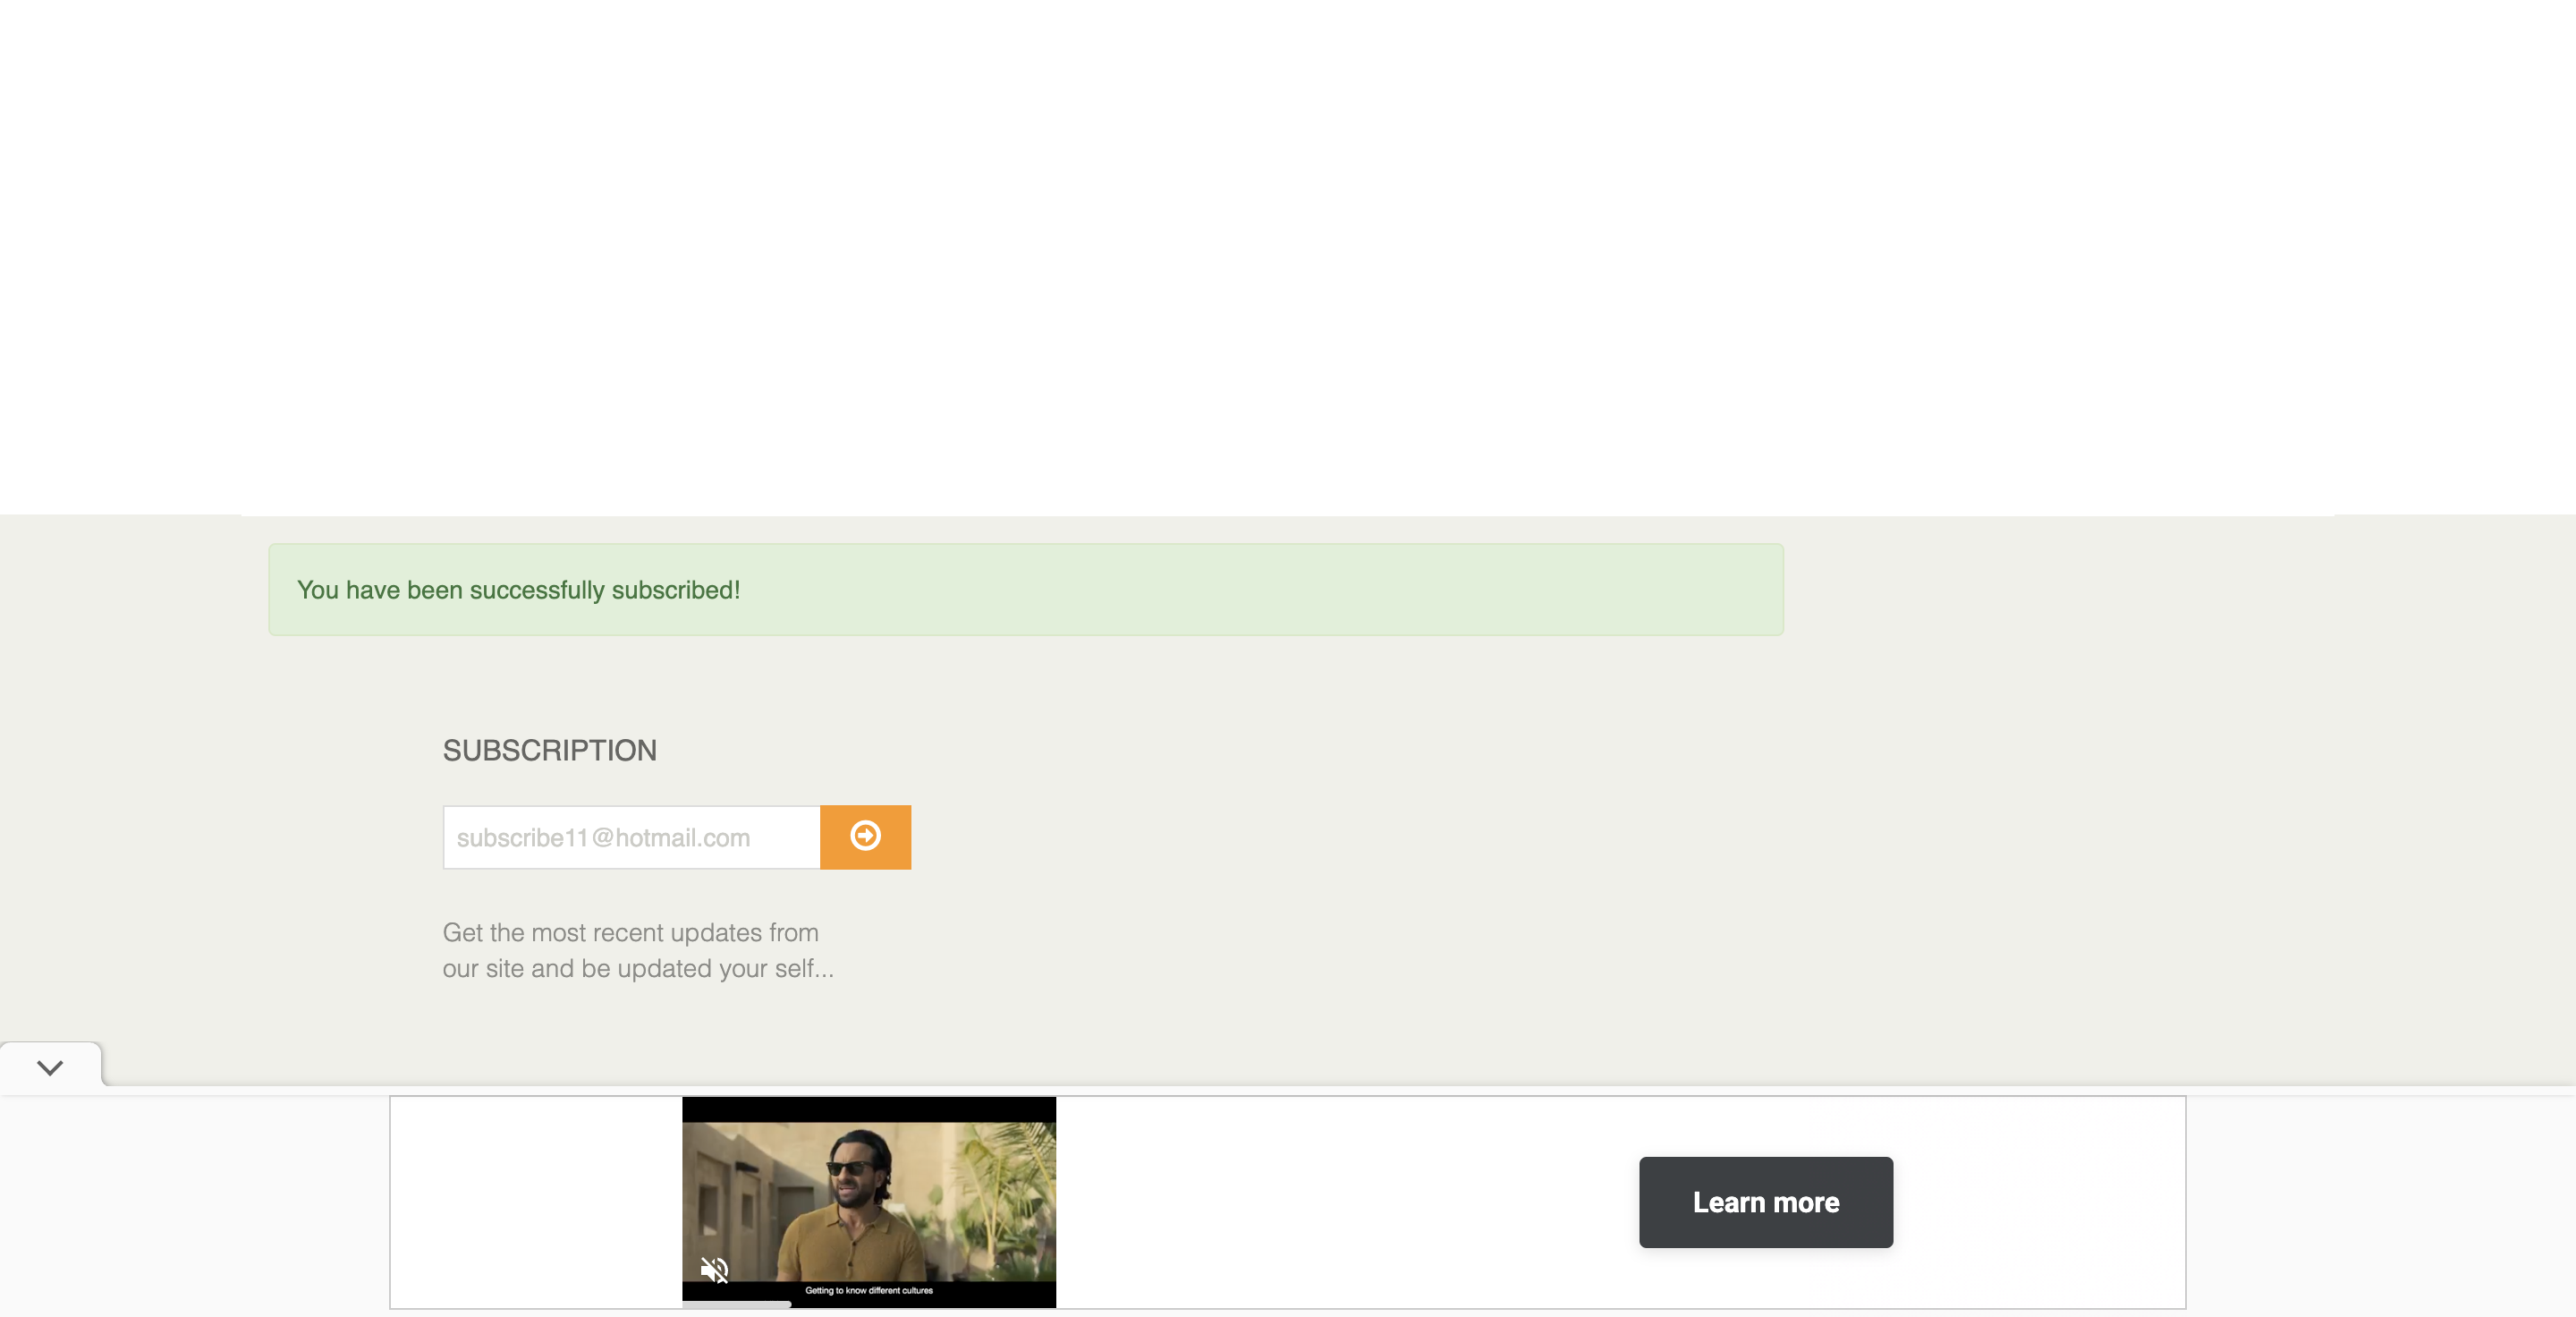 You have been successfully subscribed!
SUBSCRIPTION
subscribe11@hotmail.com
Get the most recent updates from
our site and be updated your self...
Learn more
Getting to know different cultures